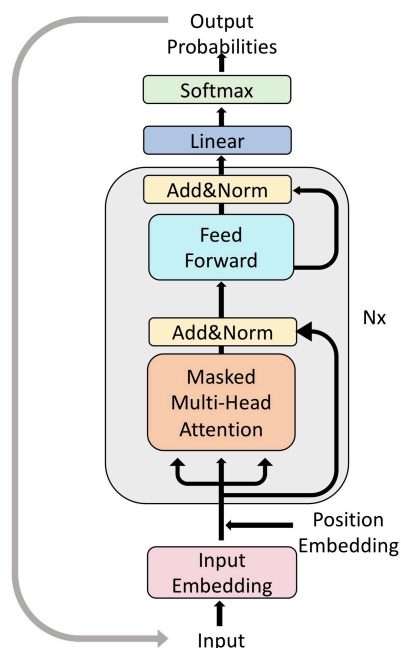 Output
Probabilities
Softmax
Linear
Add&Norm
Feed
Forward
Nx
Add&Norm
Masked
Multi-Head
Attention
Position
Embedding
Input
Embedding
Input